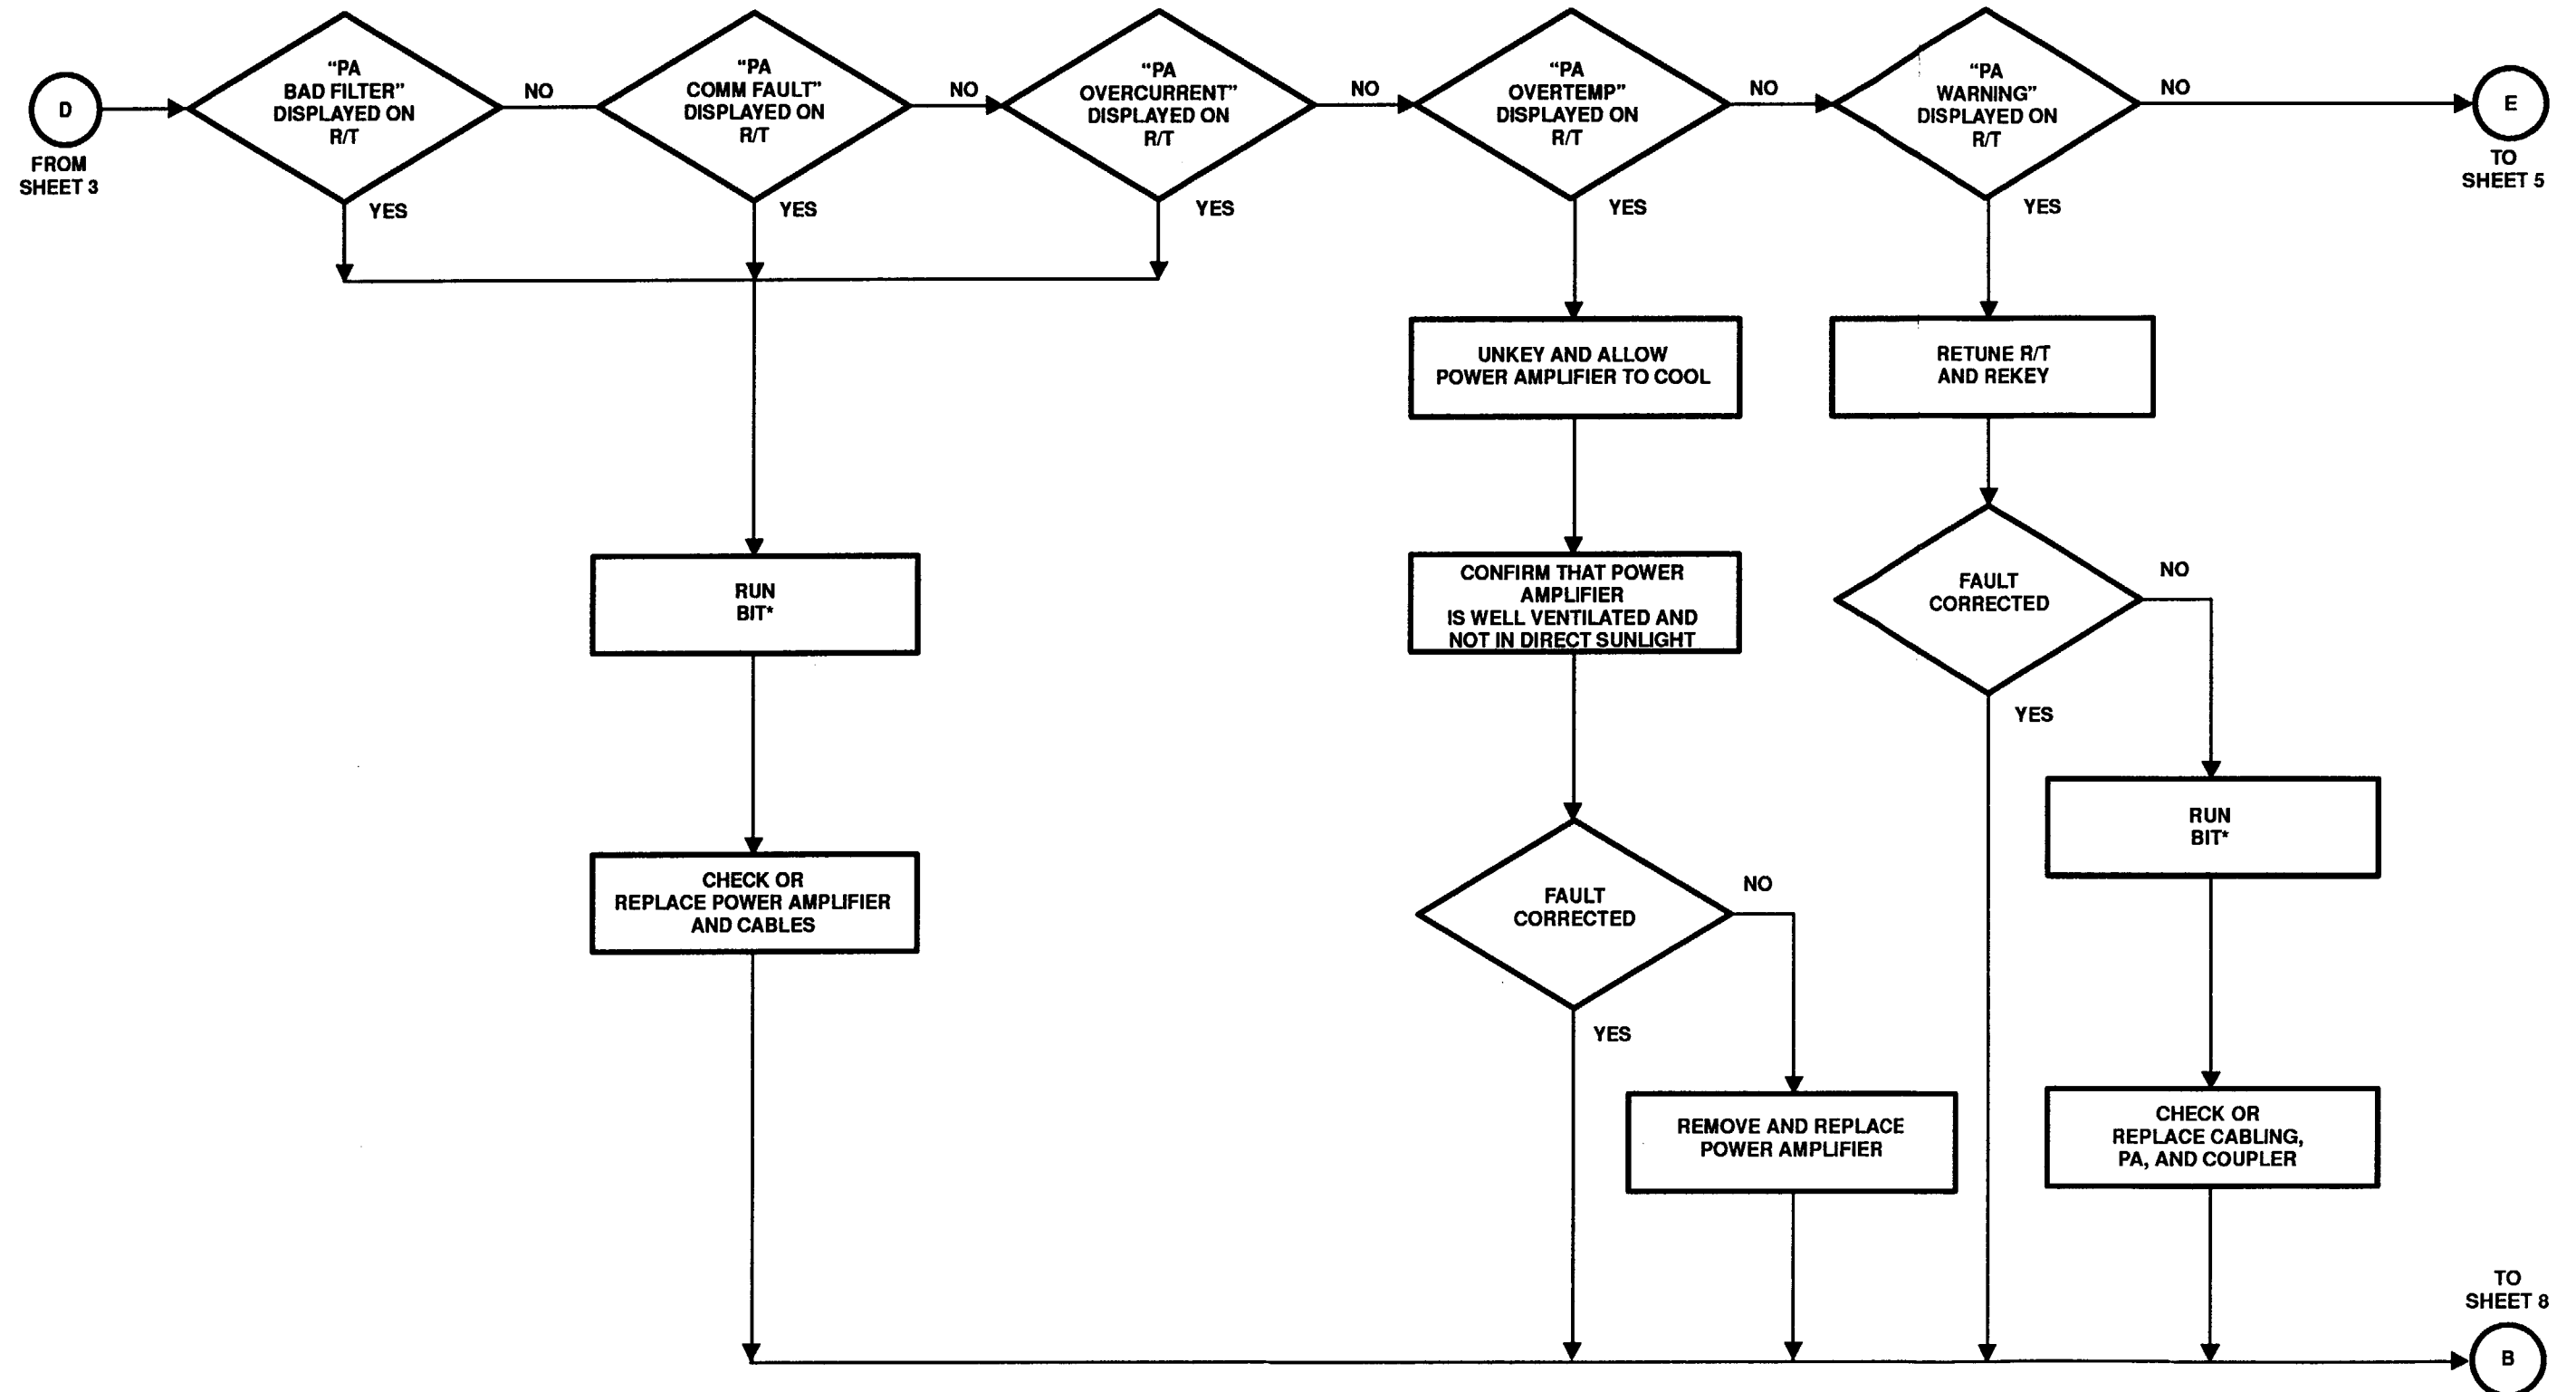 D
FROM
SHEET 3
“PA
BAD FILTER”
DISPLAYED ON
R/T
NO
YES
“PA
COMM FAULT”
DISPLAYED ON
R/T
NO
YES
“PA
OVERCURRENT”
DISPLAYED ON
R/T
NO
YES
“PA
OVERTEMP”
DISPLAYED ON
R/T
NO
YES
“PA
WARNING”
DISPLAYED ON
R/T
NO
YES
E
TO
SHEET 5
RUN
BIT*
CHECK OR
REPLACE POWER AMPLIFIER
AND CABLES
UNKEY AND ALLOW
POWER AMPLIFIER TO COOL
CONFIRM THAT POWER
AMPLIFIER
IS WELL VENTILATED AND
NOT IN DIRECT SUNLIGHT
FAULT
CORRECTED
NO
YES
REMOVE AND REPLACE
POWER AMPLIFIER
RETUNE R/T
AND REKEY
FAULT
CORRECTED
NO
YES
RUN
BIT*
CHECK OR
REPLACE CABLING,
PA, AND COUPLER
TO
SHEET 8
B